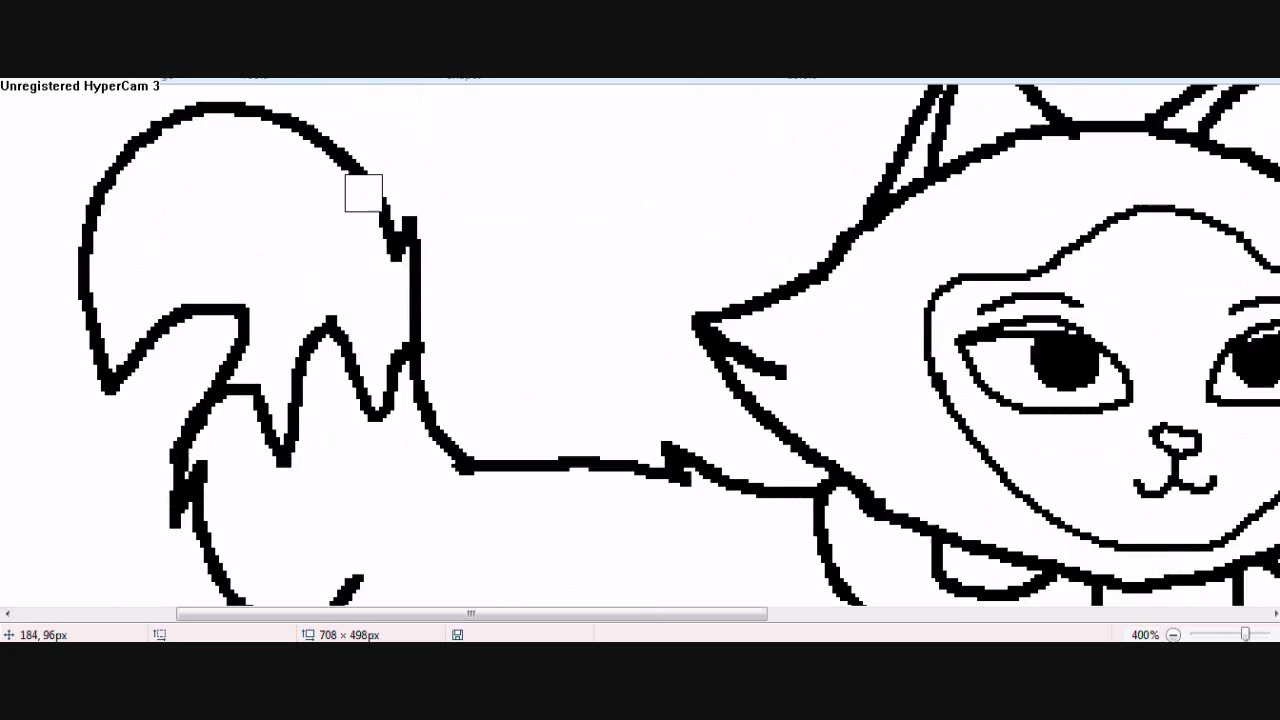 Unregistered HyperCam 3
184, 96px
708 × 498px
400%